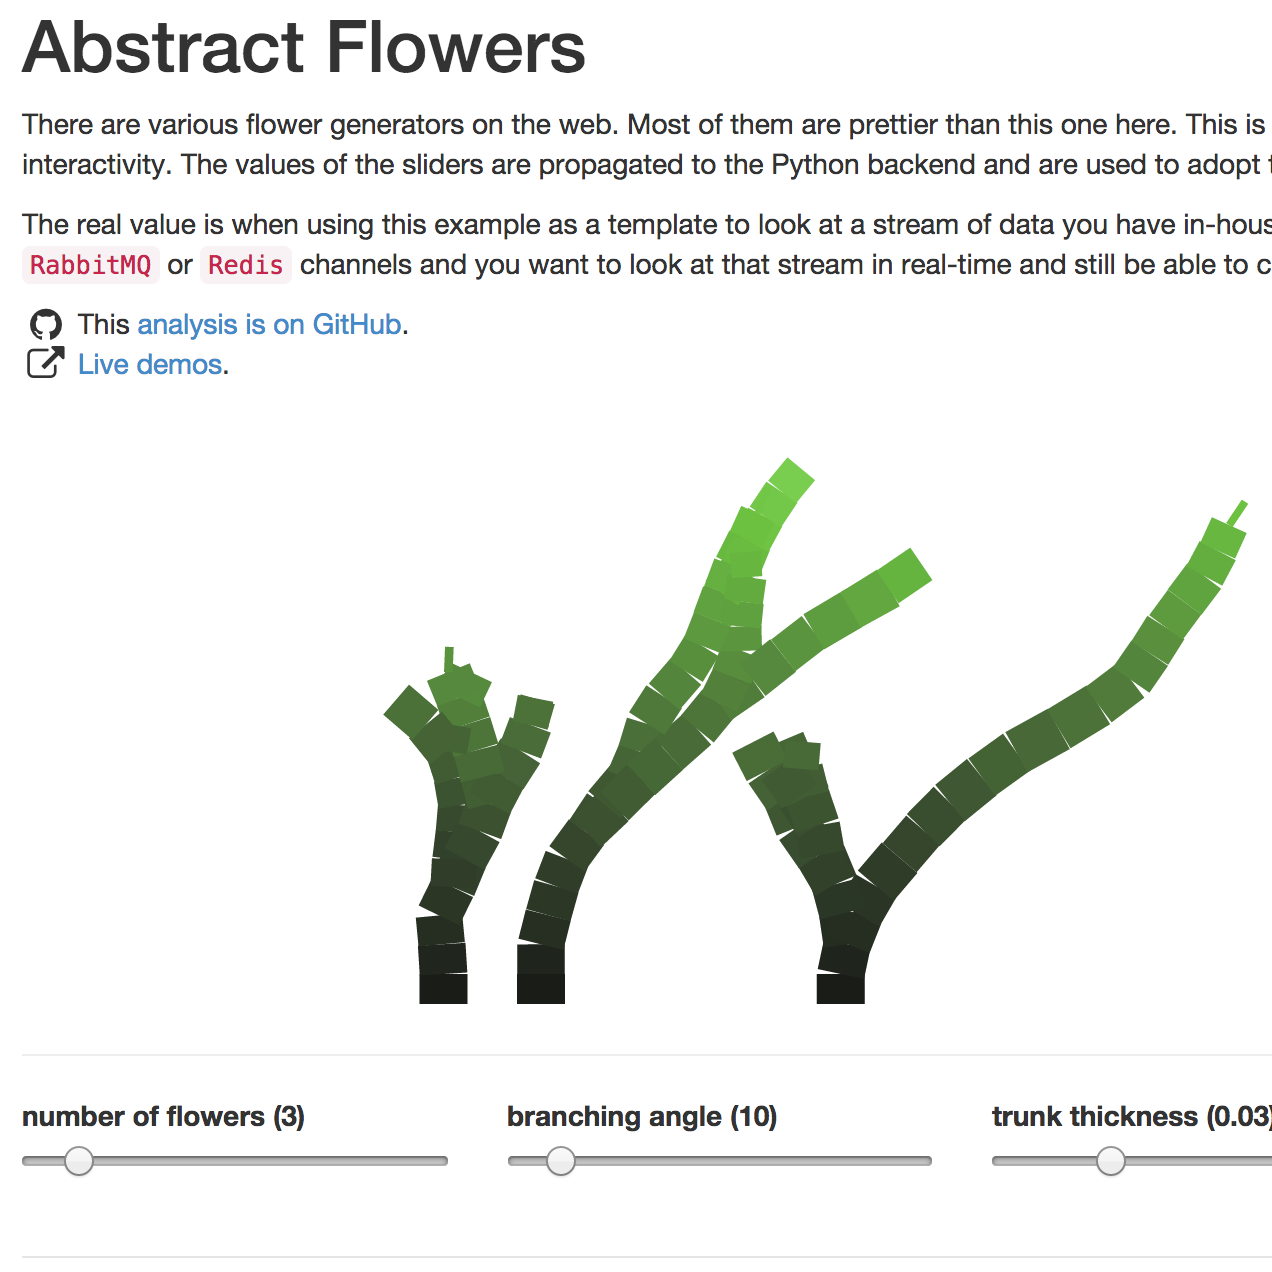 Abstract Flowers
There are various flower generators on the web. Most of them are prettier than this one here. This is
interactivity. The values of the sliders are propagated to the Python backend and are used to adopt
The real value is when using this example as a template to look at a stream of data you have in-hous
RabbitMQ or Redis channels and you want to look at that stream in real-time and still be able to c
This analysis is on GitHub.
Live demos.
number of flowers (3) branching angle (10) trunk thickness (0.03)